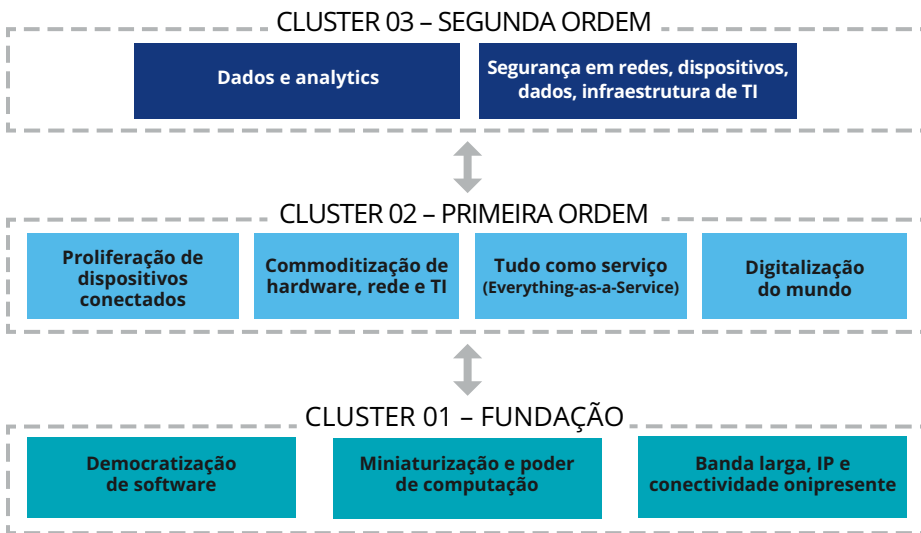 CLUSTER 03 – SEGUNDA ORDEM
Dados e analytics
Segurança em redes, dispositivos,
dados, infraestrutura de TI
CLUSTER 02 – PRIMEIRA ORDEM
Proliferação de
dispositivos
conectados
Commoditização de
hardware, rede e TI
Tudo como serviço
(Everything-as-a-Service)
Digitalização
do mundo
CLUSTER 01 – FUNDAÇÃO
Democratização
de software
Miniaturização e poder
de computação
Banda larga, IP e
conectividade onipresente